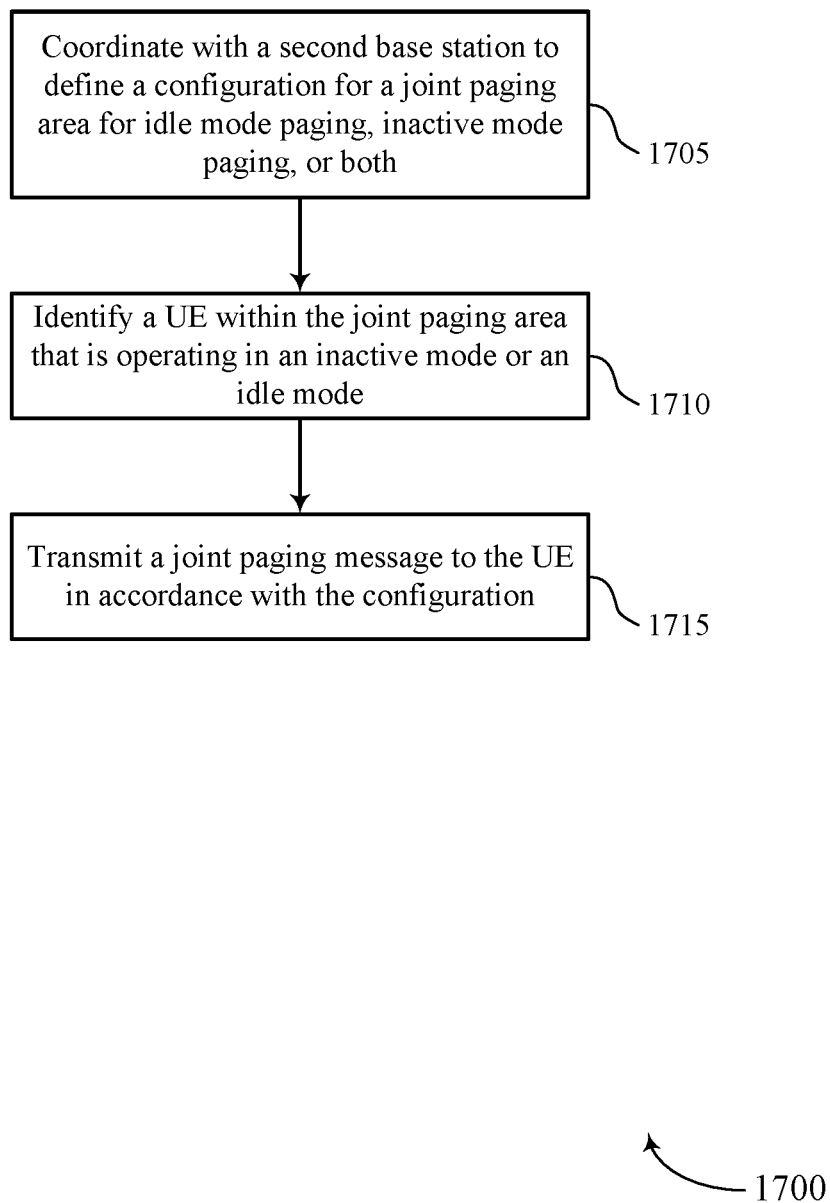 Coordinate with a second base station to
define a configuration for a joint paging
area for idle mode paging, inactive mode
paging, or both
1705
Identify a UE within the joint paging area
that is operating in an inactive mode or an
idle mode
1710
Transmit a joint paging message to the UE
in accordance with the configuration
1715
1700